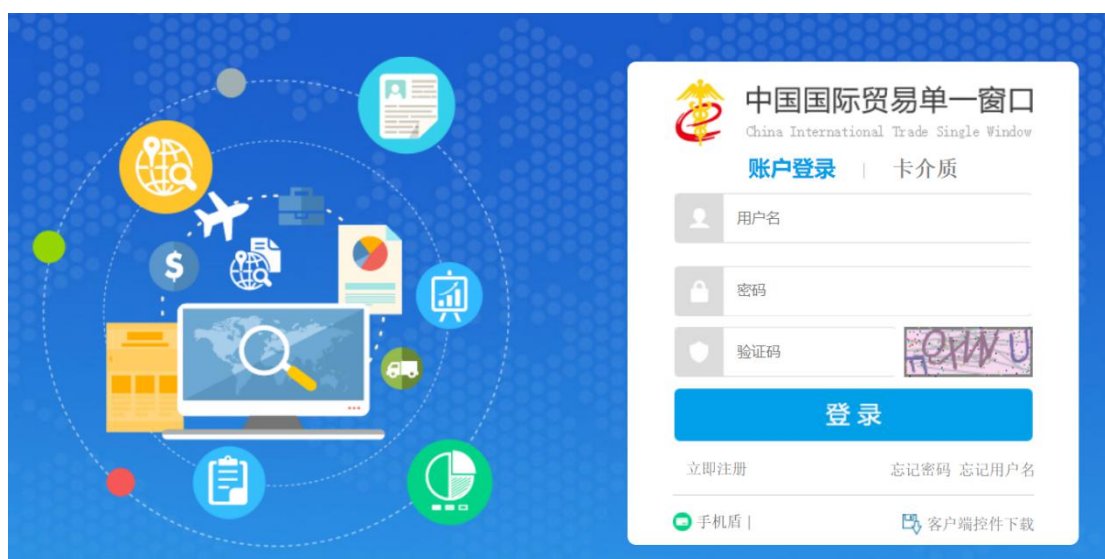 中国国际贸易单一窗口
China International Trade Single Window
账户登录 | 卡介质
用户名
密码
验证码
登录
立即注册 忘记密码 忘记用户名
手机盾 | 客户端控件下载
$